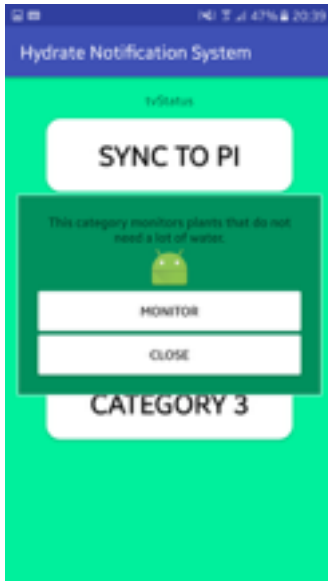 47% 20:39
Hydrate Notification System
tvStatus
SYNC TO PI
This category monitors plants that do not
need a lot of water.
MONITOR
CLOSE
CATEGORY 3